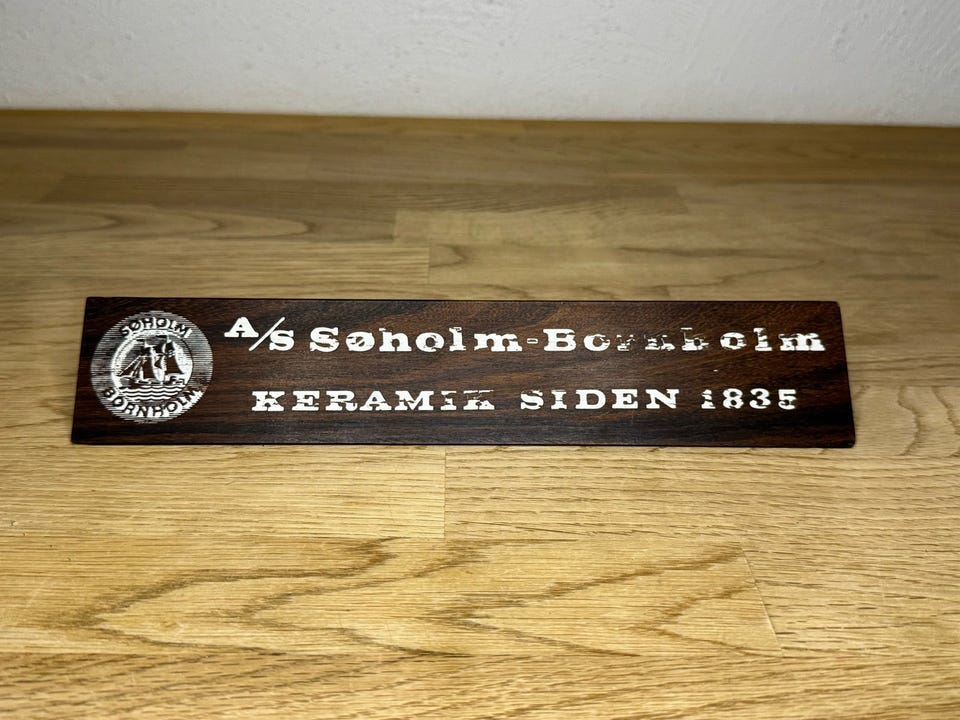 SØHOLM
BORNHOLM
A/S Søholm-Bornholm
KERAMIK SIDEN 1835